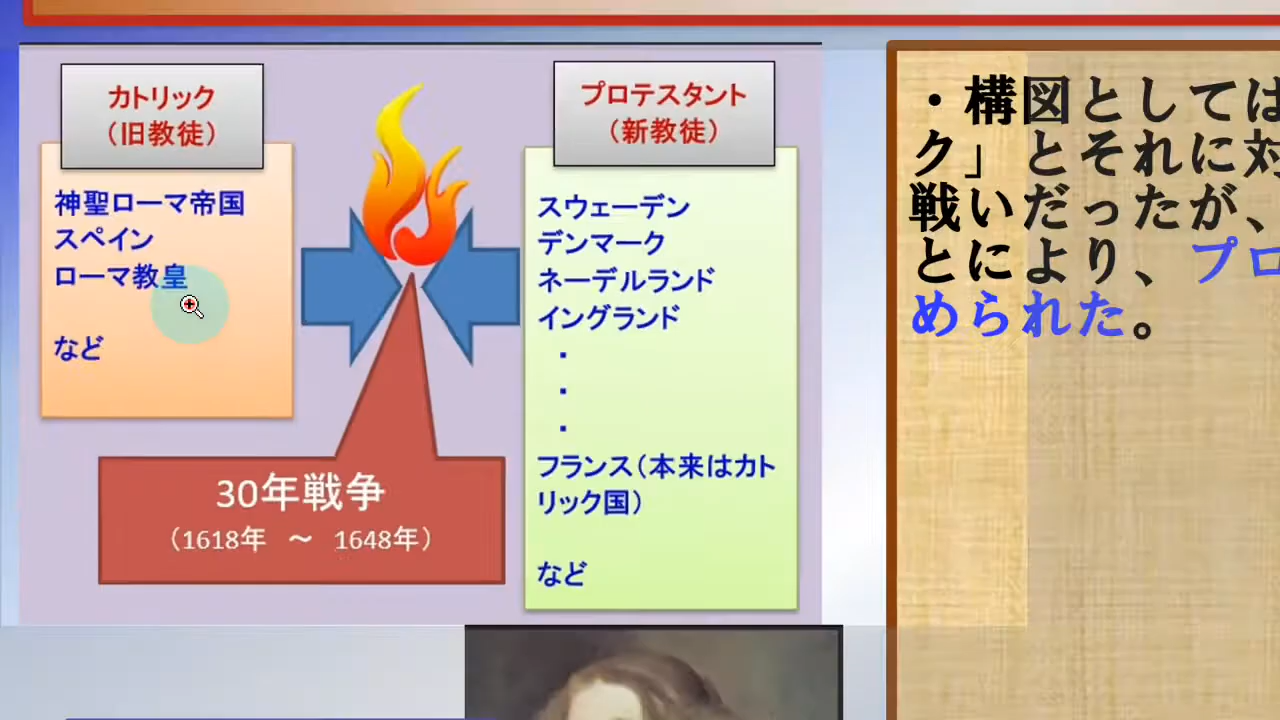 カトリック
（旧教徒）
神聖ローマ帝国
スペイン
ローマ教皇
など
プロテスタント
（新教徒）
スウェーデン
デンマーク
ネーデルランド
イングランド
・
・
・
フランス（本来はカト
リック国）
など
30年戦争
（1618年 ～ 1648年）
・構図としては
ク」とそれに対
戦いだったが、
とにより、プロ
められた。